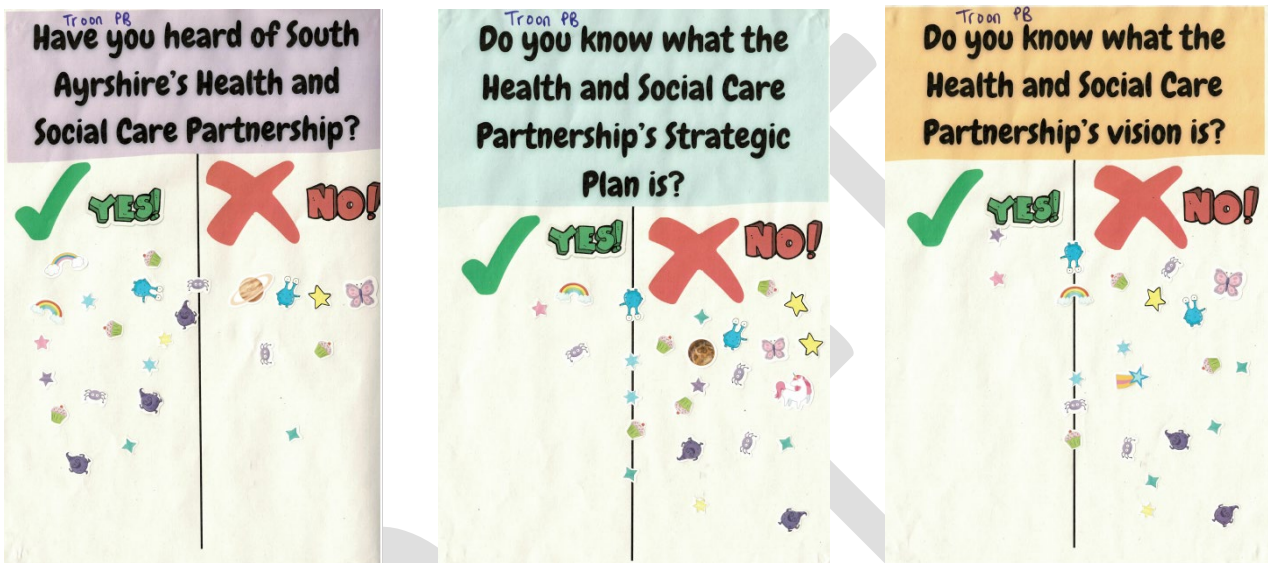 Troon PB
Have you heard of South
Ayrshire's Health and
Social Care Partnership?
YES!
NO!
Troon PB
Do you know what the
Health and Social Care
Partnership's Strategic
Plan is?
YES!
NO!
Troon PB
Do you know what the
Health and Social Care
Partnership's vision is?
YES!
NO!